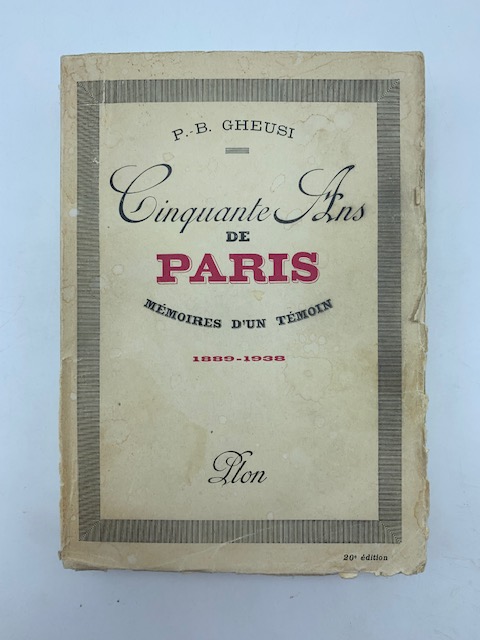 P.-B. GHEUSI
Cinquante Ans
DE
PARIS
MÉMOIRES D'UN TÉMOIN
1889-1938
Plon
20e édition